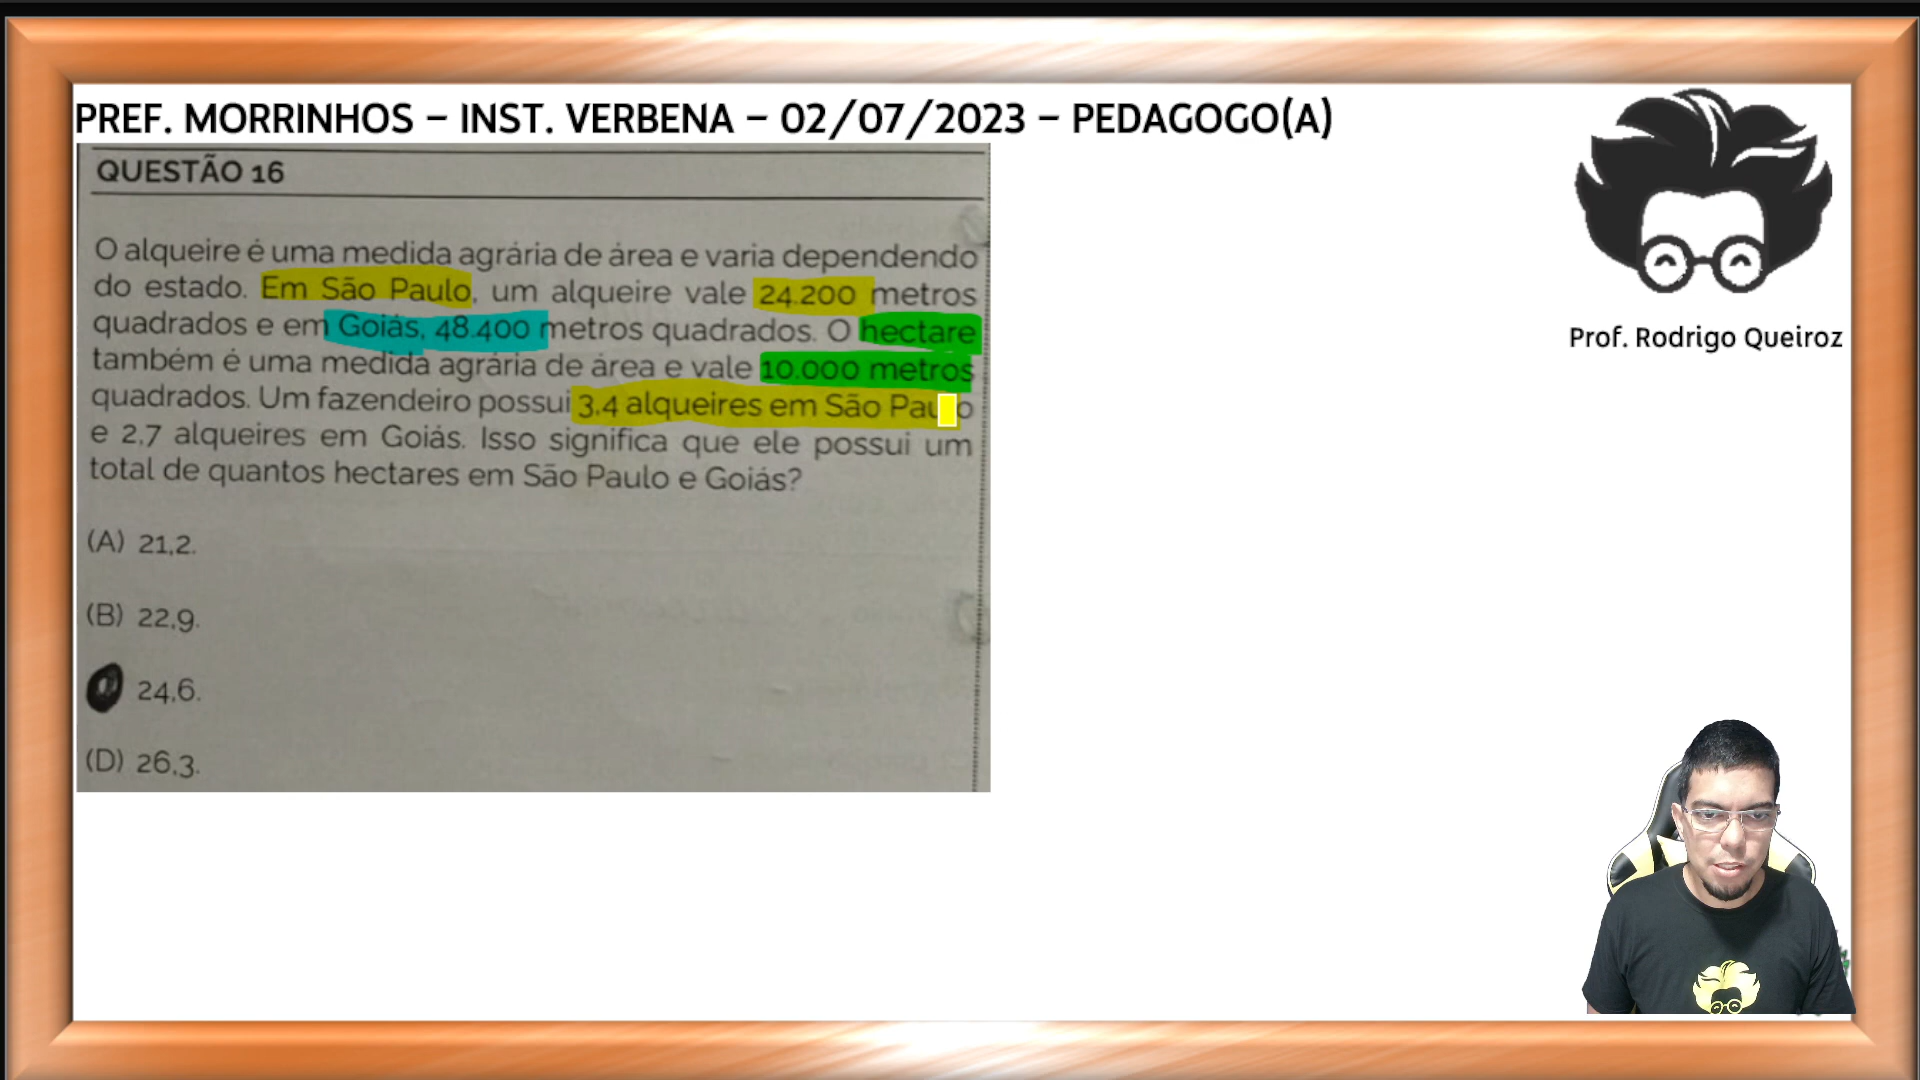 PREF. MORRINHOS – INST. VERBENA – 02/07/2023 – PEDAGOGO(A)
QUESTÃO 16
O alqueire é uma medida agrária de área e varia dependendo
do estado. Em São Paulo, um alqueire vale 24.200 metros
quadrados e em Goiás, 48.400 metros quadrados. O hectare
também é uma medida agrária de área e vale 10.000 metros
quadrados. Um fazendeiro possui 3,4 alqueires em São Paulo
e 2,7 alqueires em Goiás. Isso significa que ele possui um
total de quantos hectares em São Paulo e Goiás?
(A) 21,2.
(B) 22,9.
24,6.
(D) 26,3.
Prof. Rodrigo Queiroz